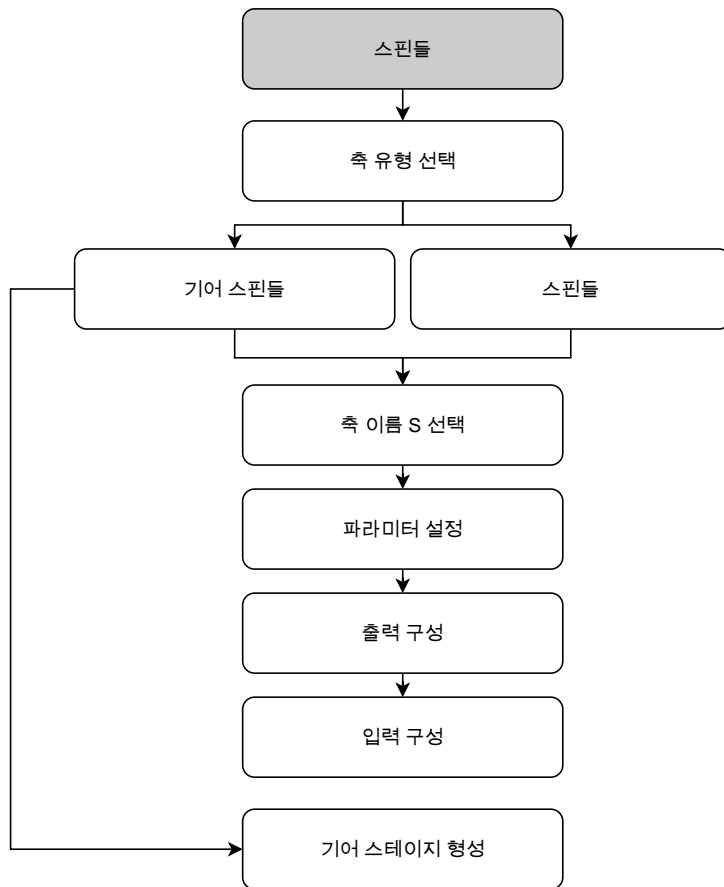 스핀들
축 유형 선택
기어 스핀들
스핀들
축 이름 S 선택
파라미터 설정
출력 구성
입력 구성
기어 스테이지 형성